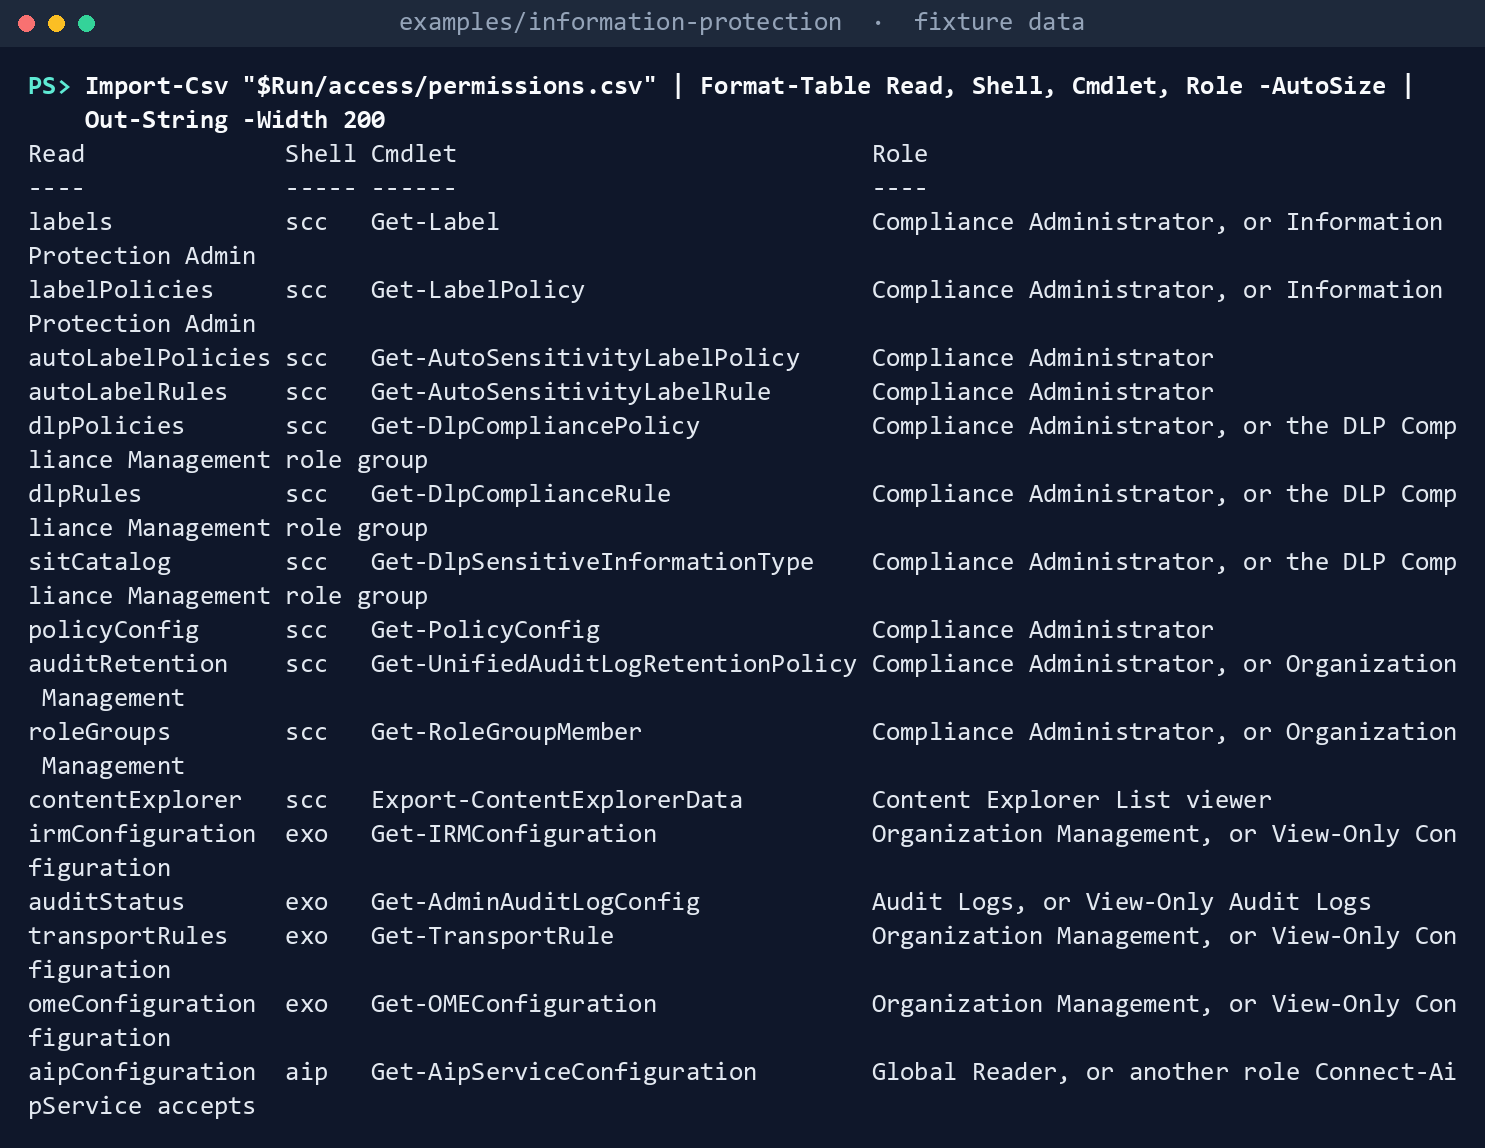 examples/information-protection  ·  fixture data
PS> Import-Csv "$Run/access/permissions.csv" | Format-Table Read, Shell, Cmdlet, Role -AutoSize |
    Out-String -Width 200
Read              Shell Cmdlet                             Role
----              ----- ------                             ----
labels            scc   Get-Label                          Compliance Administrator, or Information
Protection Admin
labelPolicies     scc   Get-LabelPolicy                    Compliance Administrator, or Information
Protection Admin
autoLabelPolicies scc   Get-AutoSensitivityLabelPolicy     Compliance Administrator
autoLabelRules    scc   Get-AutoSensitivityLabelRule       Compliance Administrator
dlpPolicies       scc   Get-DlpCompliancePolicy            Compliance Administrator, or the DLP Comp
liance Management role group
dlpRules          scc   Get-DlpComplianceRule              Compliance Administrator, or the DLP Comp
liance Management role group
sitCatalog        scc   Get-DlpSensitiveInformationType    Compliance Administrator, or the DLP Comp
liance Management role group
policyConfig      scc   Get-PolicyConfig                   Compliance Administrator
auditRetention    scc   Get-UnifiedAuditLogRetentionPolicy Compliance Administrator, or Organization
 Management
roleGroups        scc   Get-RoleGroupMember                Compliance Administrator, or Organization
 Management
contentExplorer   scc   Export-ContentExplorerData         Content Explorer List viewer
irmConfiguration  exo   Get-IRMConfiguration               Organization Management, or View-Only Con
figuration
auditStatus       exo   Get-AdminAuditLogConfig            Audit Logs, or View-Only Audit Logs
transportRules    exo   Get-TransportRule                  Organization Management, or View-Only Con
figuration
omeConfiguration  exo   Get-OMEConfiguration               Organization Management, or View-Only Con
figuration
aipConfiguration  aip   Get-AipServiceConfiguration        Global Reader, or another role Connect-Ai
pService accepts